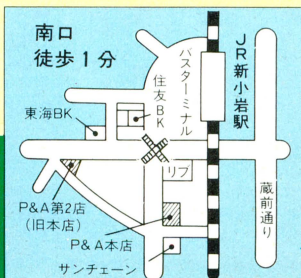 南口
徒歩1分
バスターミナル
JR新小岩駅
住友BK
東海BK
リブ
蔵前通り
P&A第2店
(旧本店)
P&A本店
サンチェーン